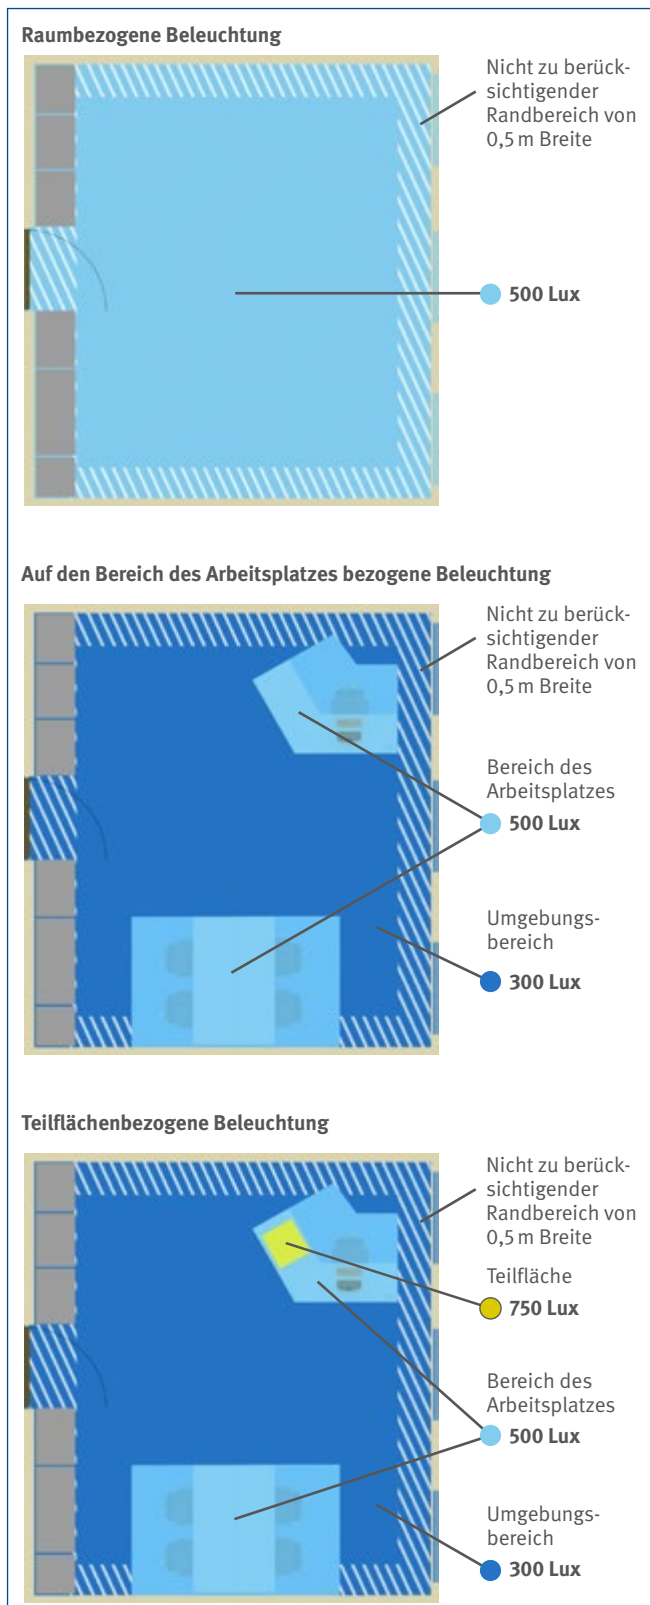 Raumbezogene Beleuchtung
Nicht zu berück-
sichtigender
Randbereich von
0,5 m Breite
500 Lux
Auf den Bereich des Arbeitsplatzes bezogene Beleuchtung
Nicht zu berück-
sichtigender
Randbereich von
0,5 m Breite
Bereich des
Arbeitsplatzes
500 Lux
Umgebungs-
bereich
300 Lux
Teilflächenbezogene Beleuchtung
Nicht zu berück-
sichtigender
Randbereich von
0,5 m Breite
Teilfläche
750 Lux
Bereich des
Arbeitsplatzes
500 Lux
Umgebungs-
bereich
300 Lux